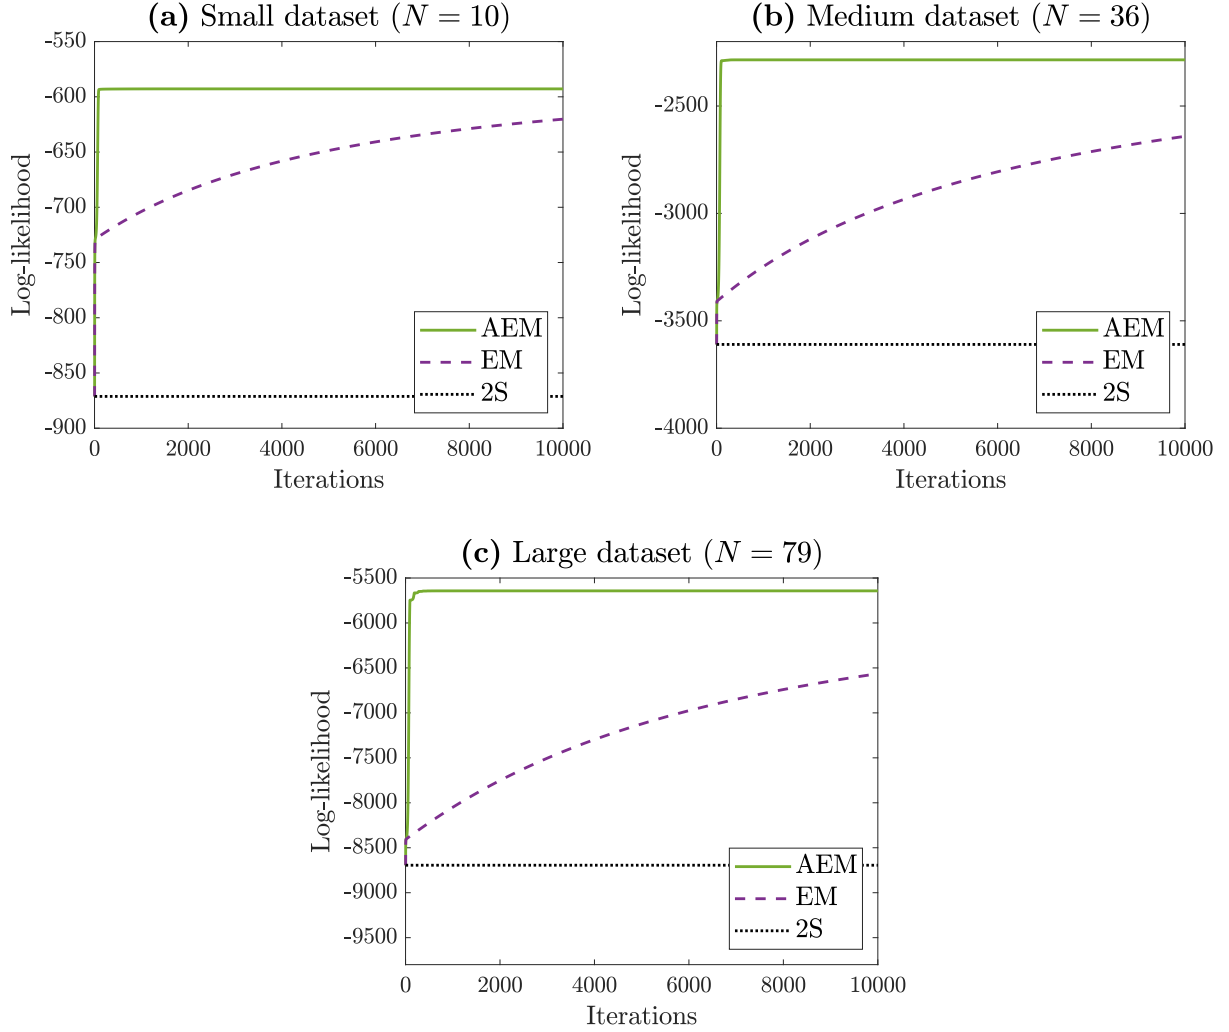 (a) Small dataset (N = 10)
-550
-600
-650
-700
-750
-800
-850
-900
Log-likelihood
0 2000 4000 6000 8000 10000
Iterations
AEM
EM
2S
(b) Medium dataset (N = 36)
-2500
-3000
-3500
-4000
Log-likelihood
0 2000 4000 6000 8000 10000
Iterations
AEM
EM
2S
(c) Large dataset (N = 79)
-5500
-6000
-6500
-7000
-7500
-8000
-8500
-9000
-9500
Log-likelihood
0 2000 4000 6000 8000 10000
Iterations
AEM
EM
2S